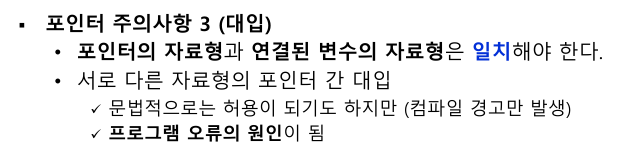 ▪ 포인터 주의사항 3 (대입)
• 포인터의 자료형과 연결된 변수의 자료형은 일치해야 한다.
• 서로 다른 자료형의 포인터 간 대입
✓ 문법적으로는 허용이 되기도 하지만 (컴파일 경고만 발생)
✓ 프로그램 오류의 원인이 됨